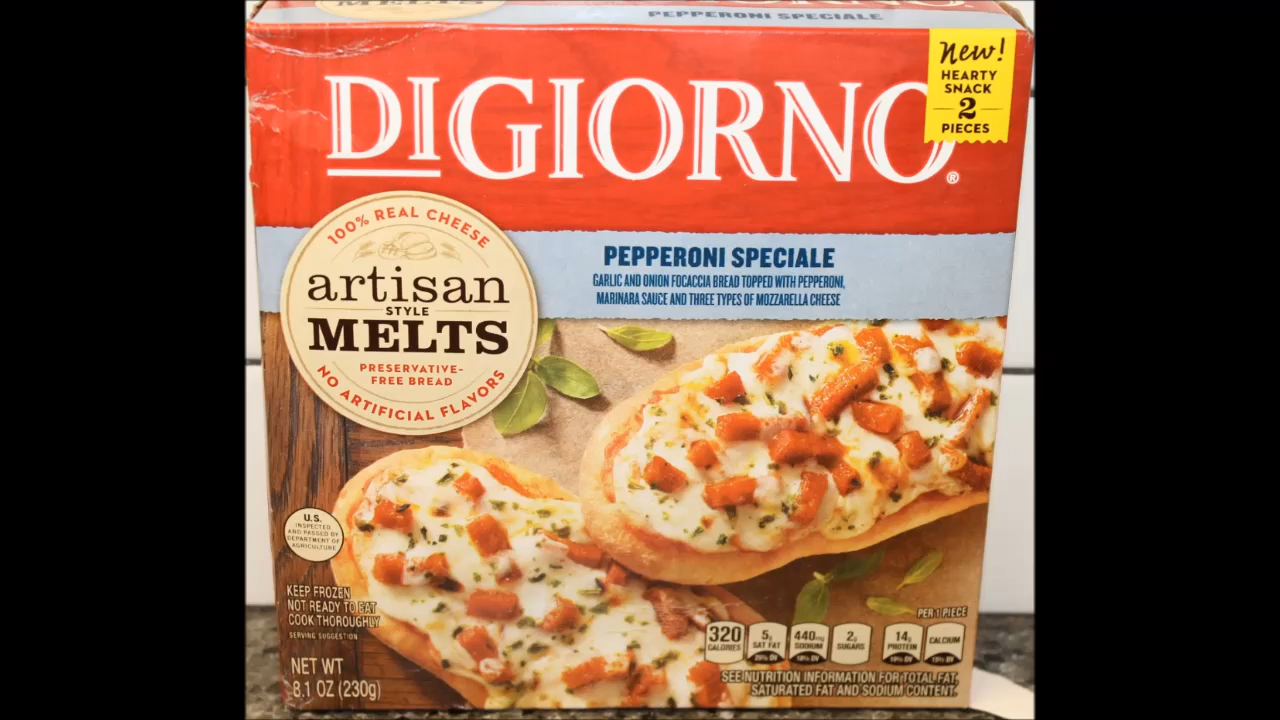 PEPPERONI SPECIALE
New!
HEARTY
SNACK
2
PIECES
DIGIORNO®
100% REAL CHEESE
artisan
STYLE
MELTS
PRESERVATIVE-
FREE BREAD
NO ARTIFICIAL FLAVORS
PEPPERONI SPECIALE
GARLIC AND ONION FOCACCIA BREAD TOPPED WITH PEPPERONI,
MARINARA SAUCE AND THREE TYPES OF MOZZARELLA CHEESE
U.S.
INSPECTED
AND PASSED BY
DEPARTMENT OF
AGRICULTURE
KEEP FROZEN
NOT READY TO EAT
COOK THOROUGHLY
SERVING SUGGESTION
NET WT
8.1 OZ (230g)
PER 1 PIECE
320 CALORIES
5g SAT FAT
440mg SODIUM
2g SUGARS
14g PROTEIN
CALCIUM
SEE NUTRITION INFORMATION FOR TOTAL FAT,
SATURATED FAT AND SODIUM CONTENT.